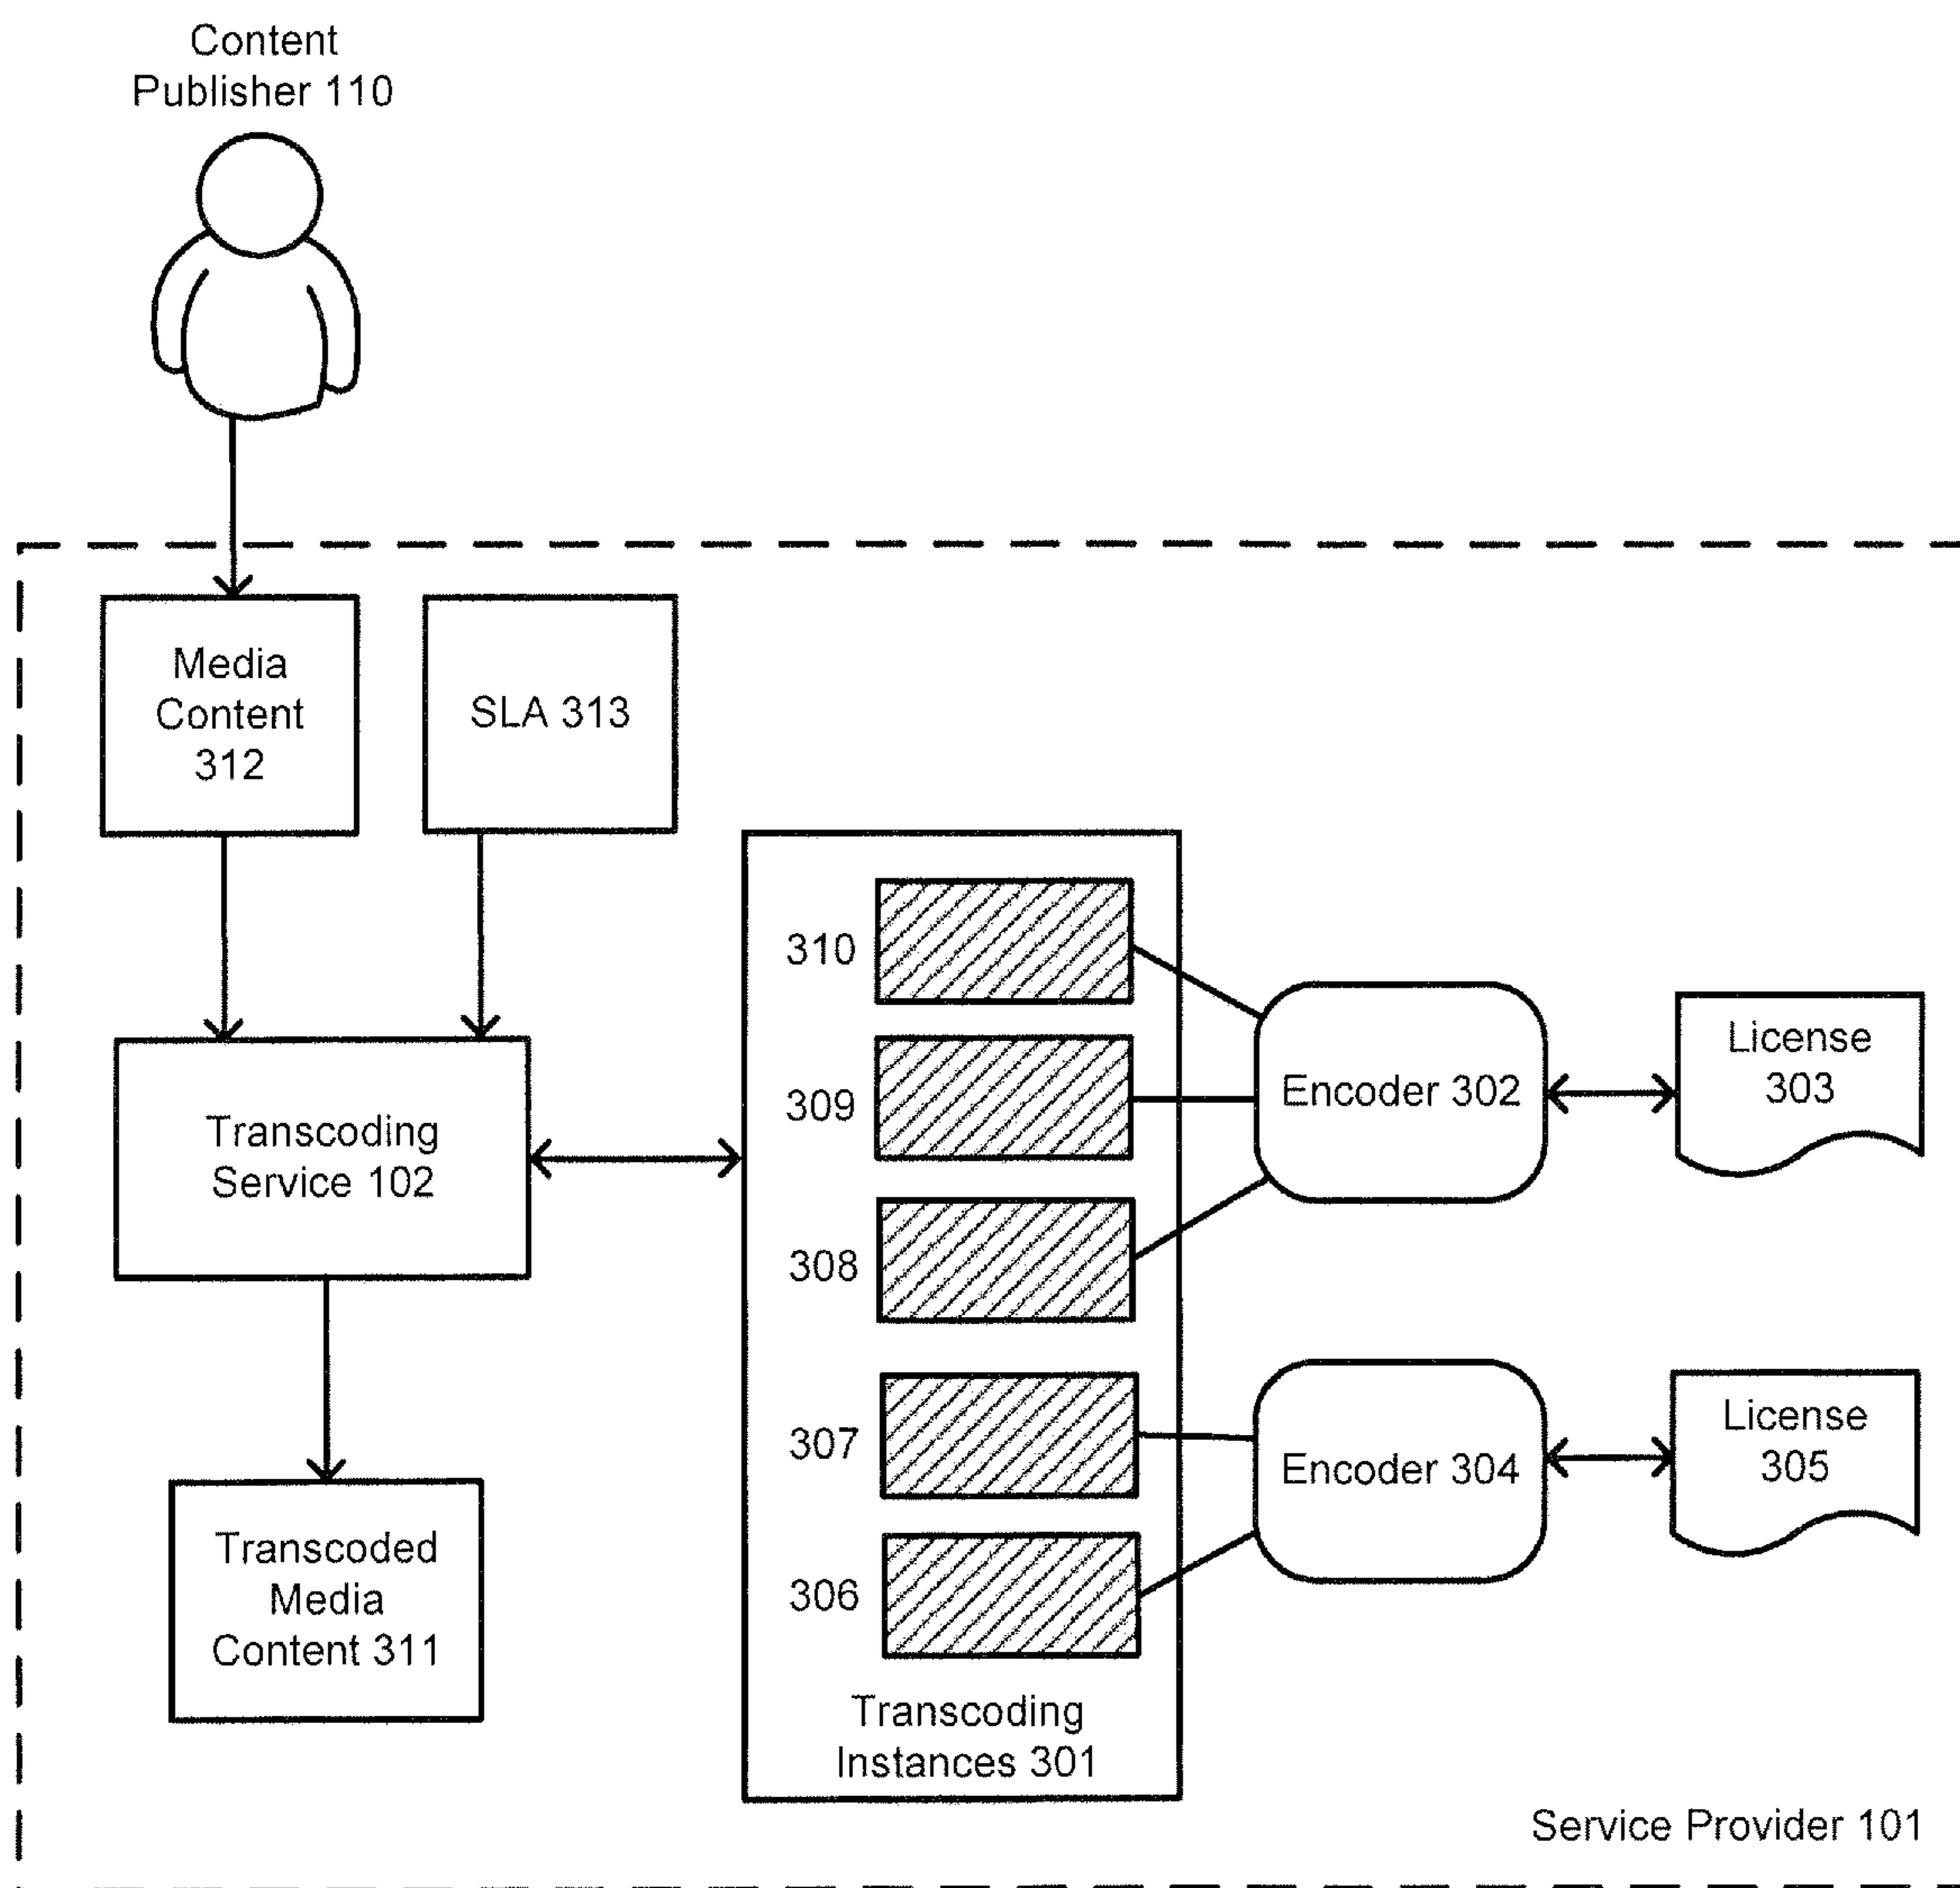 Content
Publisher 110
Media
Content
312
SLA 313
Transcoding
Service 102
Transcoded
Media
Content 311
310
309
308
307
306
Transcoding
Instances 301
Encoder 302
License
303
Encoder 304
License
305
Service Provider 101